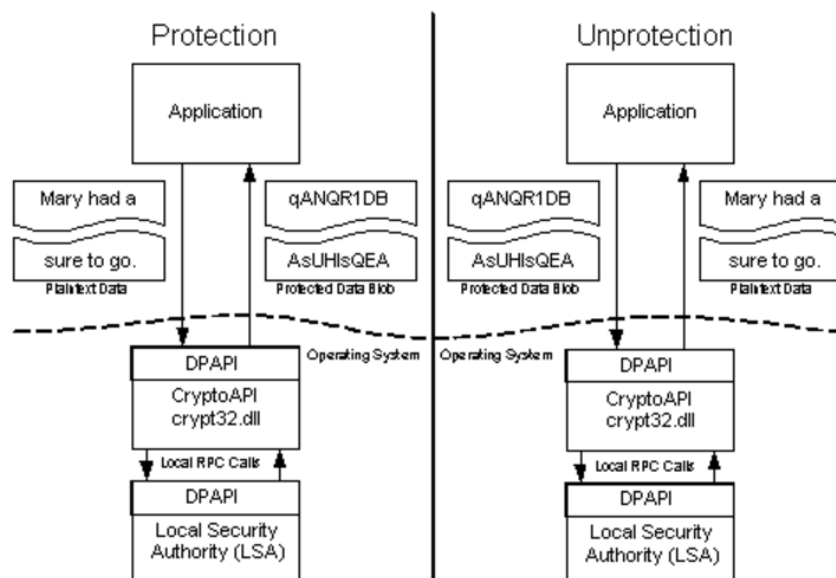 Protection
Application
Mary had a
sure to go.
Plaintext Data
qANQR1DB
AsUHIsQEA
Protected Data Blob
Operating System
DPAPI
CryptoAPI
crypt32.dll
Local RPC Calls
DPAPI
Local Security
Authority (LSA)
Unprotection
Application
qANQR1DB
AsUHIsQEA
Protected Data Blob
Mary had a
sure to go.
Plaintext Data
Operating System
DPAPI
CryptoAPI
crypt32.dll
Local RPC Calls
DPAPI
Local Security
Authority (LSA)